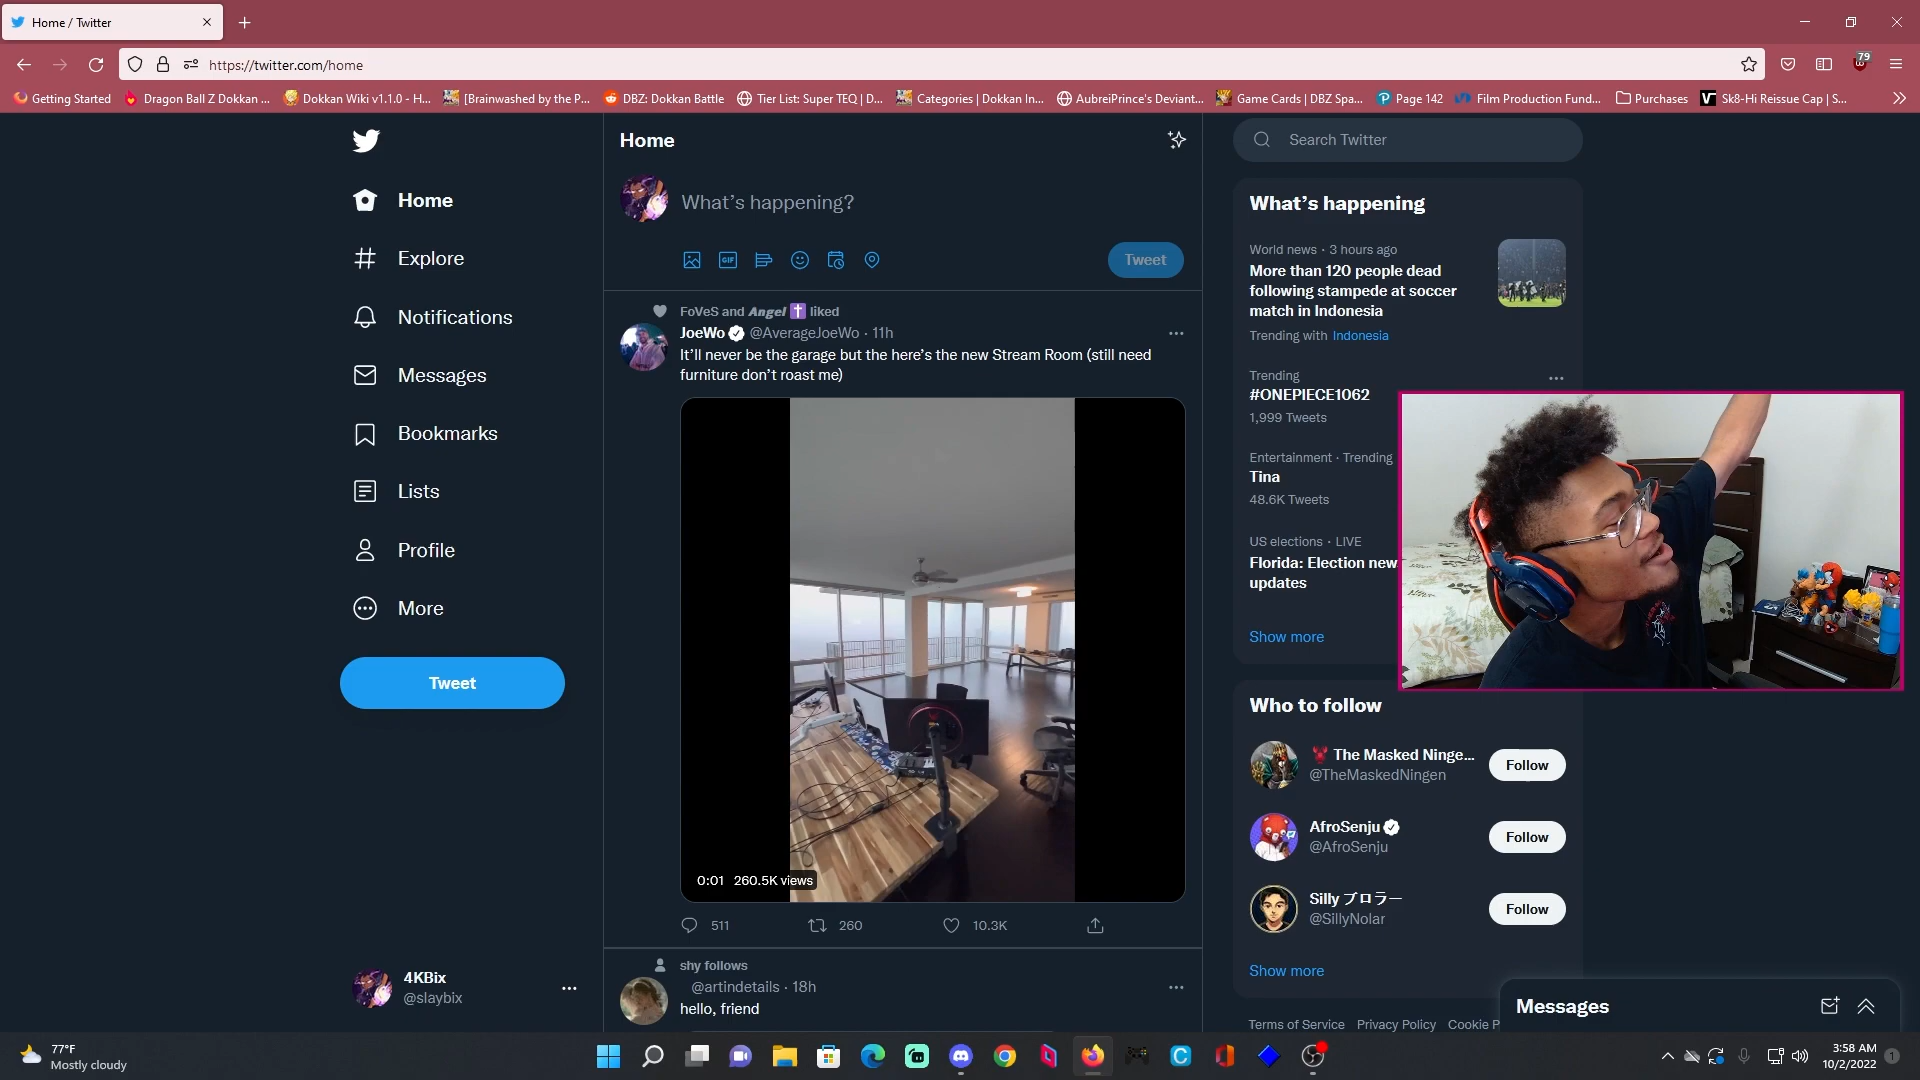 Home / Twitter
https://twitter.com/home
79
Getting Started
Dragon Ball Z Dokkan ...
Dokkan Wiki v1.1.0 - H...
[Brainwashed by the P...
DBZ: Dokkan Battle
Tier List: Super TEQ | D...
Categories | Dokkan In...
AubreiPrince's Deviant...
Game Cards | DBZ Spa...
Page 142
Film Production Fund...
Purchases
Sk8-Hi Reissue Cap | S...
Home
Explore
Notifications
Messages
Bookmarks
Lists
Profile
More
Tweet
4KBix
@slaybix
Home
What's happening?
GIF
Tweet
FoVeS and Angel ✝️ liked
JoeWo @AverageJoeWo · 11h
It'll never be the garage but the here's the new Stream Room (still need
furniture don't roast me)
0:01 260.5K views
511 260 10.3K
shy follows
@artindetails · 18h
hello, friend
Search Twitter
What's happening
World news · 3 hours ago
More than 120 people dead
following stampede at soccer
match in Indonesia
Trending with Indonesia
Trending
#ONEPIECE1062
1,999 Tweets
Entertainment · Trending
Tina
48.6K Tweets
US elections · LIVE
Florida: Election new
updates
Show more
Who to follow
🦞 The Masked Ninge...
@TheMaskedNingen
Follow
AfroSenju
@AfroSenju
Follow
Silly ブロラー
@SillyNolar
Follow
Show more
Terms of Service Privacy Policy Cookie P
Messages
77°F
Mostly cloudy
3:58 AM
10/2/2022
1